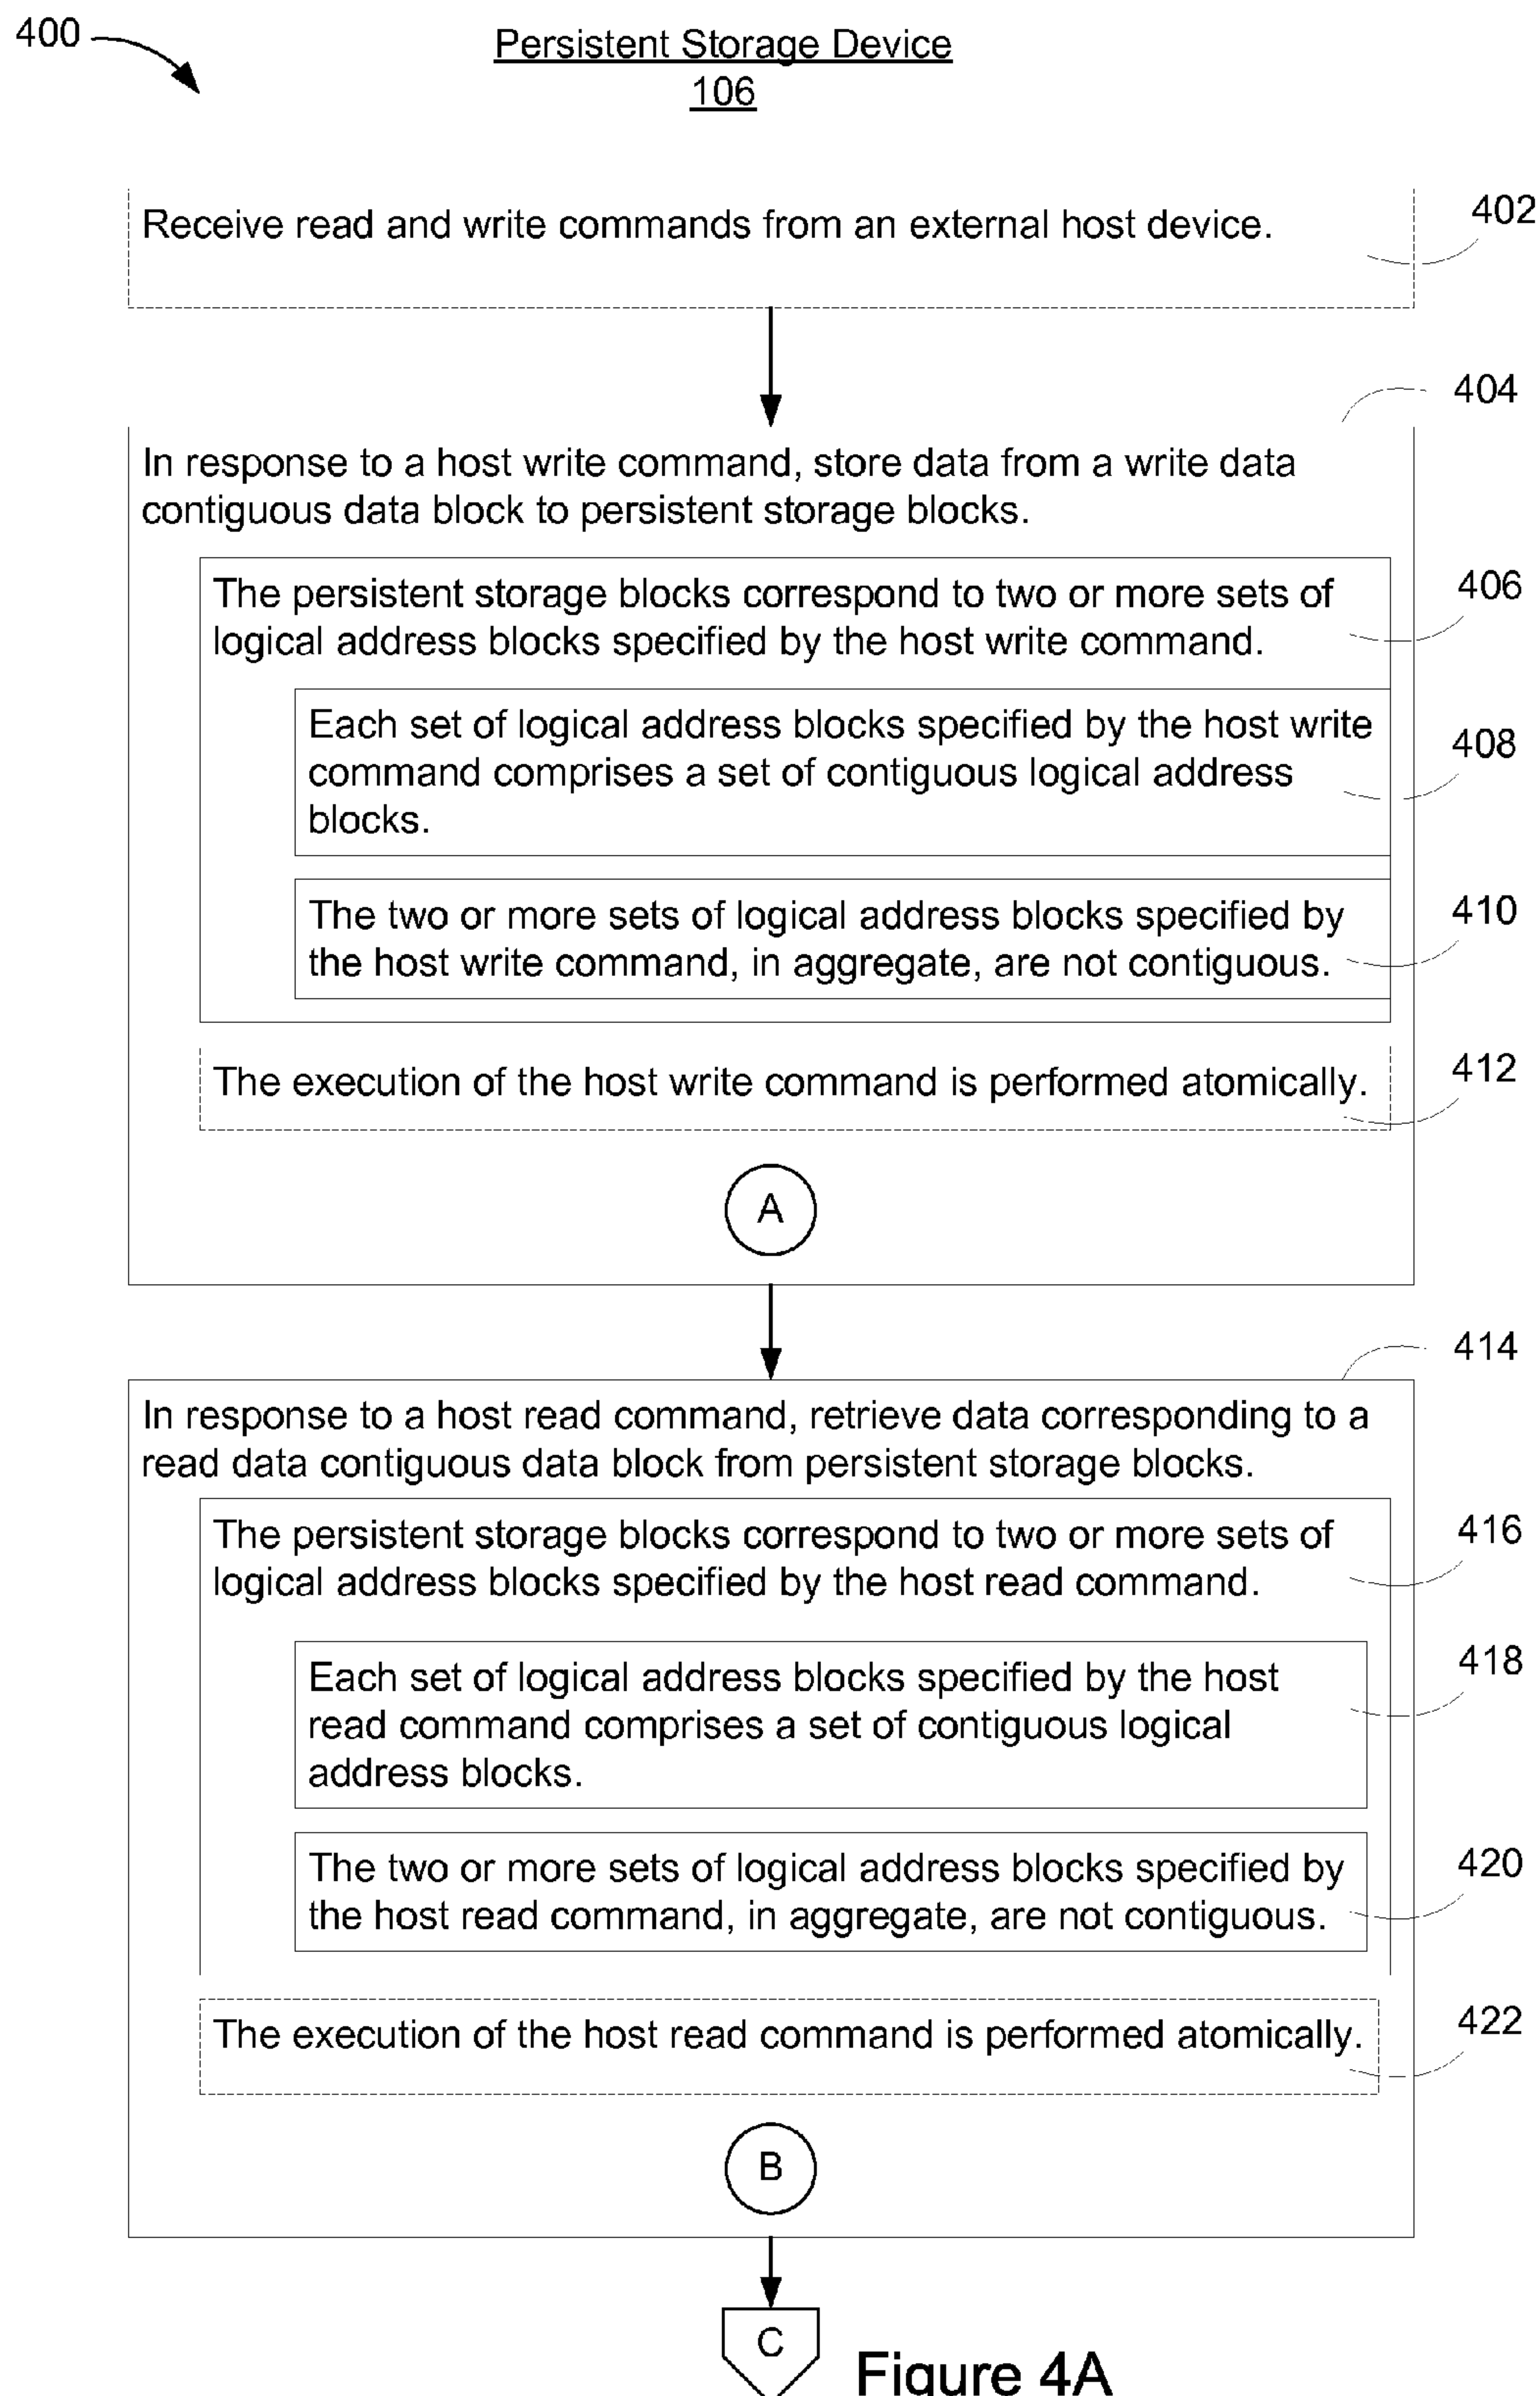 400
Persistent Storage Device
106
Receive read and write commands from an external host device.
402
404
In response to a host write command, store data from a write data
contiguous data block to persistent storage blocks.
The persistent storage blocks correspond to two or more sets of
logical address blocks specified by the host write command.
406
Each set of logical address blocks specified by the host write
command comprises a set of contiguous logical address
blocks.
408
The two or more sets of logical address blocks specified by
the host write command, in aggregate, are not contiguous.
410
The execution of the host write command is performed atomically.
412
A
414
In response to a host read command, retrieve data corresponding to a
read data contiguous data block from persistent storage blocks.
The persistent storage blocks correspond to two or more sets of
logical address blocks specified by the host read command.
416
Each set of logical address blocks specified by the host
read command comprises a set of contiguous logical
address blocks.
418
The two or more sets of logical address blocks specified by
the host read command, in aggregate, are not contiguous.
420
The execution of the host read command is performed atomically.
422
B
C
Figure 4A